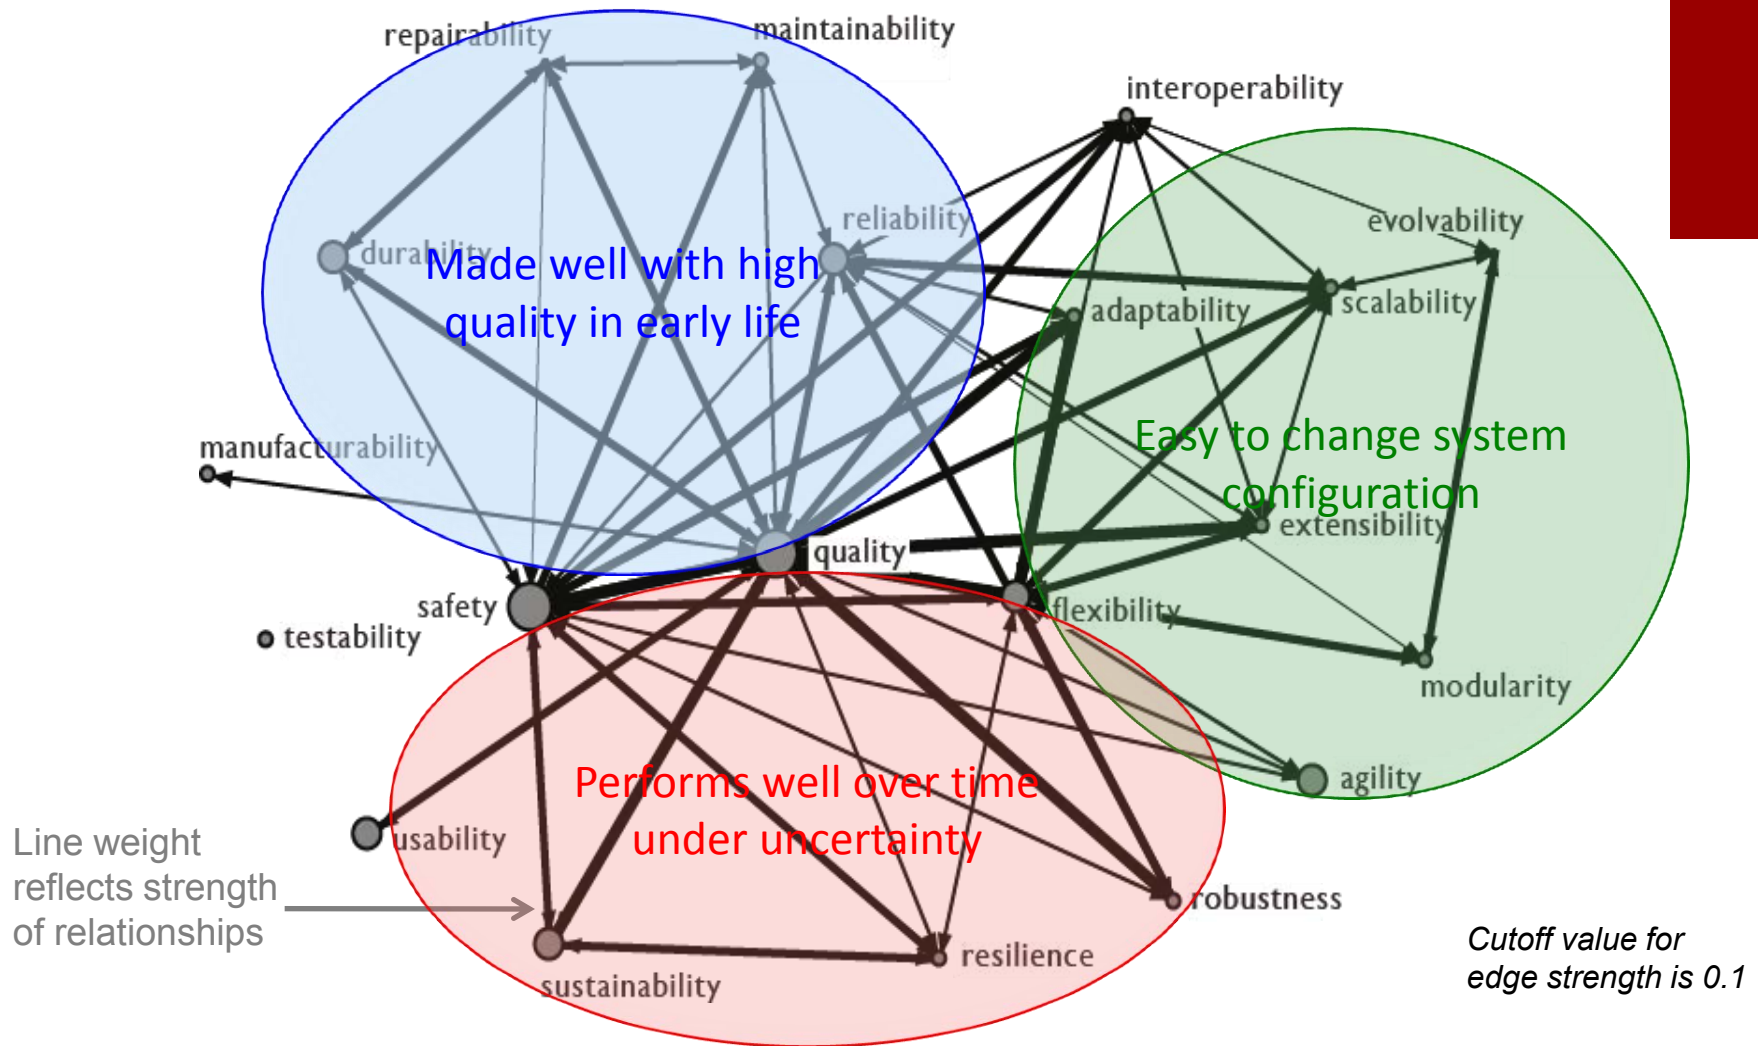 repairability
maintainability
interoperability
reliability
evolvability
durability
Made well with high
quality in early life
adaptability
scalability
manufacturability
Easy to change system
configuration
extensibility
quality
safety
flexibility
testability
modularity
Performs well over time
under uncertainty
agility
usability
Line weight
reflects strength
of relationships
robustness
resilience
sustainability
Cutoff value for
edge strength is 0.1